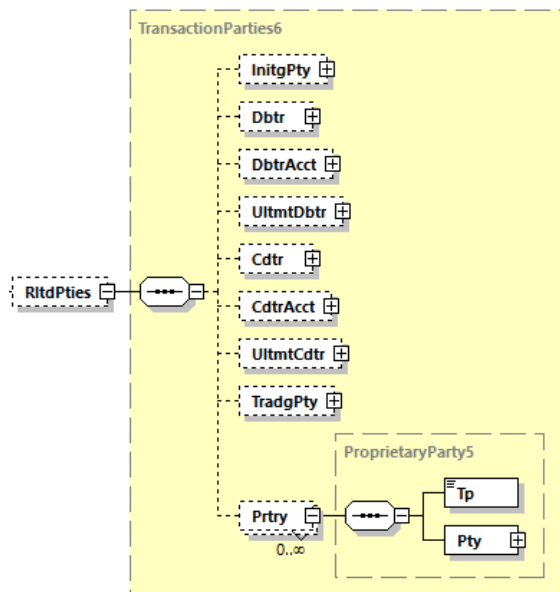 TransactionParties6
InitgPty
Dbtr
DbtrAcct
UltmtDbtr
Cdtr
RltdPties
CdtrAcct
UltmtCdtr
TradgPty
ProprietaryParty5
Tp
Prtry
Pty
0..∞